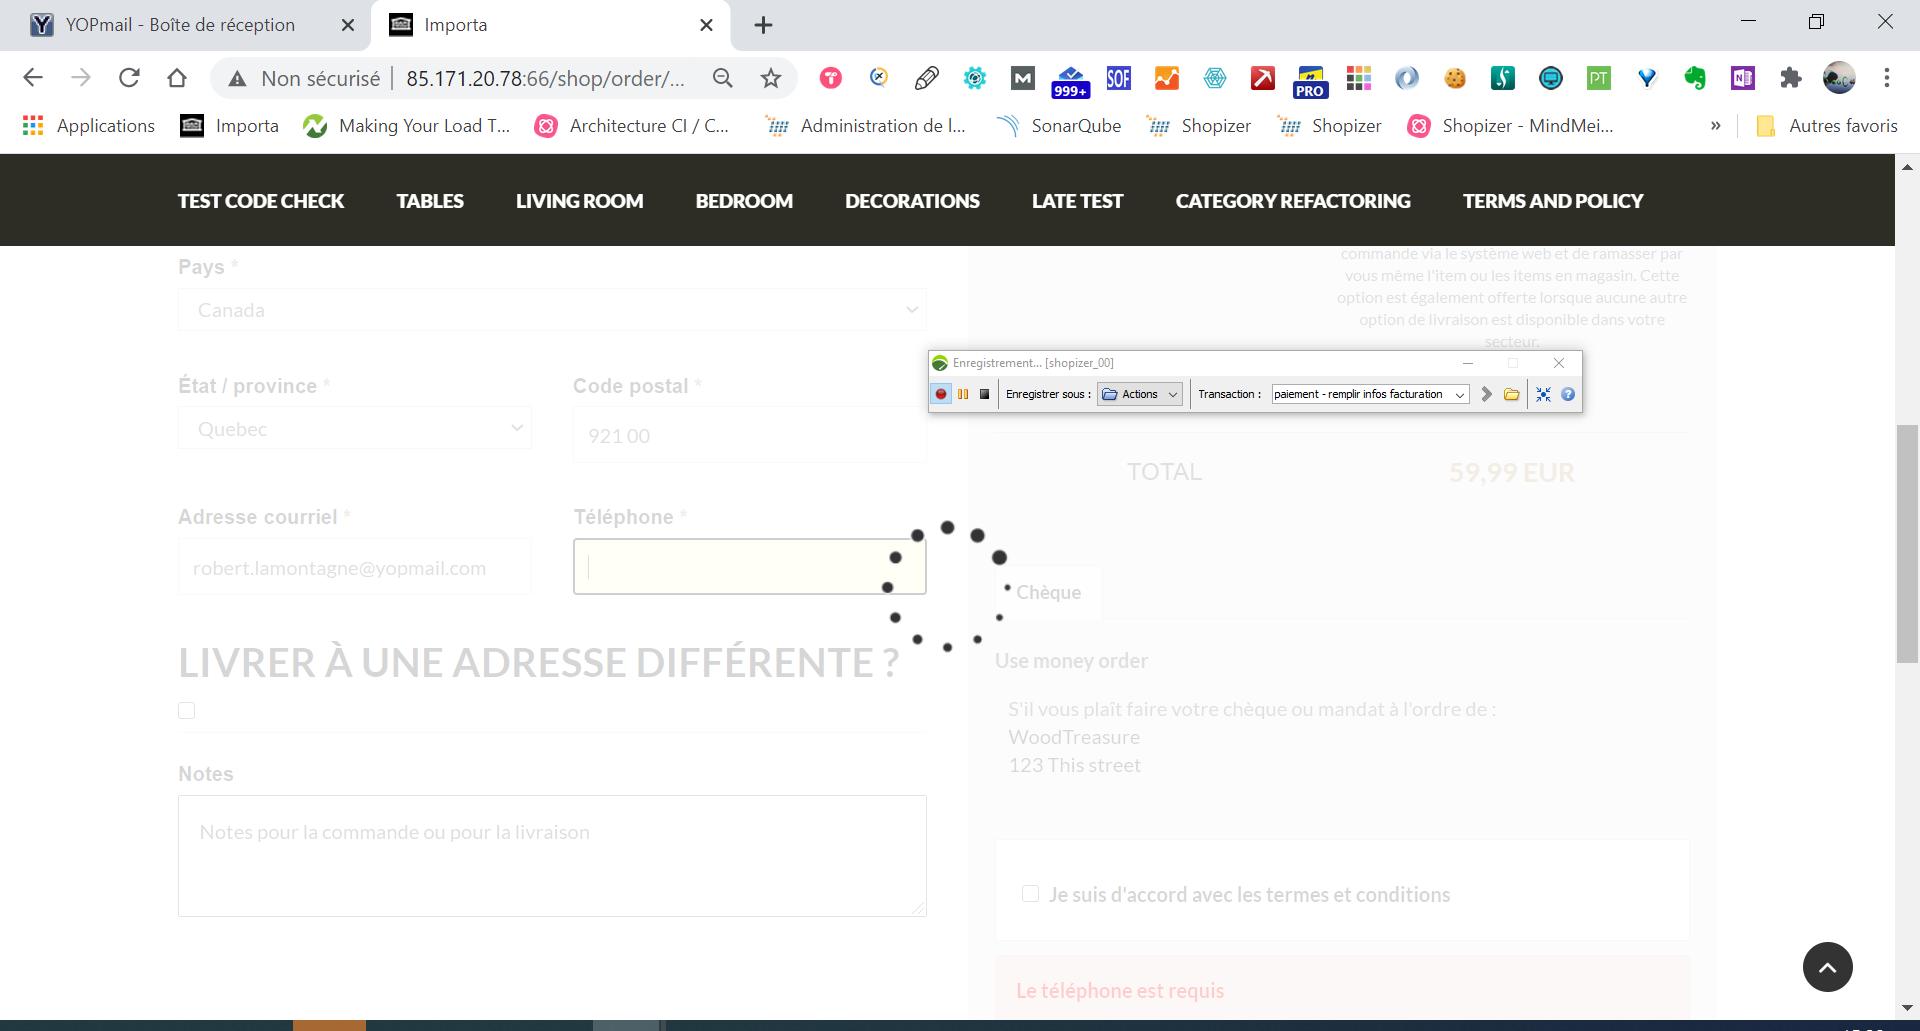 YOPmail - Boîte de réception
Importa
Non sécurisé
85.171.20.78:66/shop/order/...
999+
SOF
PRO
PT
Applications
Importa
Making Your Load T...
Architecture CI / C...
Administration de l...
SonarQube
Shopizer
Shopizer
Shopizer - MindMei...
»
Autres favoris
TEST CODE CHECK
TABLES
LIVING ROOM
BEDROOM
DECORATIONS
LATE TEST
CATEGORY REFACTORING
TERMS AND POLICY
Pays *
Canada
État / province *
Code postal *
Quebec
921 00
Adresse courriel *
Téléphone *
robert.lamontagne@yopmail.com
LIVRER À UNE ADRESSE DIFFÉRENTE ?
Notes
Notes pour la commande ou pour la livraison
commande via le système web et de ramasser par
vous même l'item ou les items en magasin. Cette
option est également offerte lorsque aucune autre
option de livraison est disponible dans votre
secteur.
Enregistrement... [shopizer_00]
Enregistrer sous :
Actions
Transaction :
paiement - remplir infos facturation
TOTAL
59,99 EUR
Chèque
Use money order
S'il vous plaît faire votre chèque ou mandat à l'ordre de :
WoodTreasure
123 This street
Je suis d'accord avec les termes et conditions
Le téléphone est requis